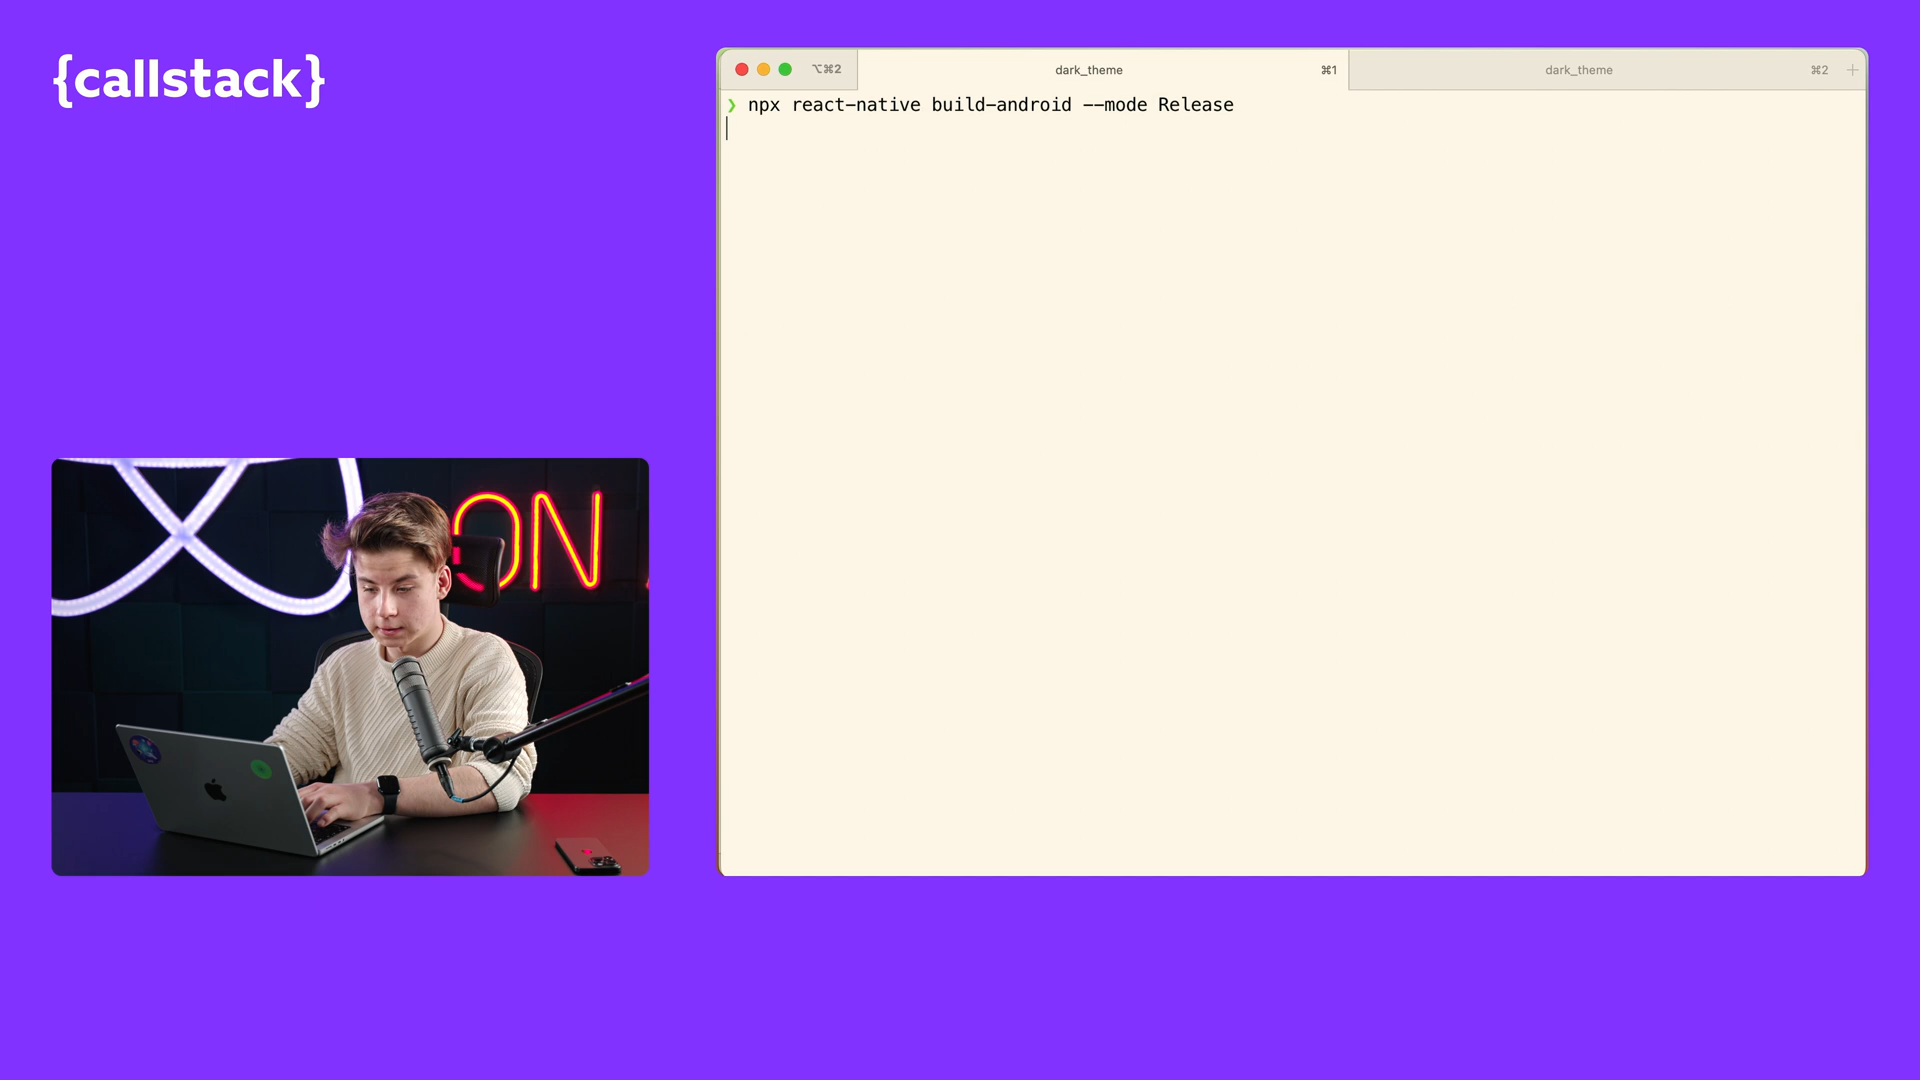 {callstack}
⌥⌘2
dark_theme
⌘1
dark_theme
⌘2
❯ npx react-native build-android --mode Release
ON